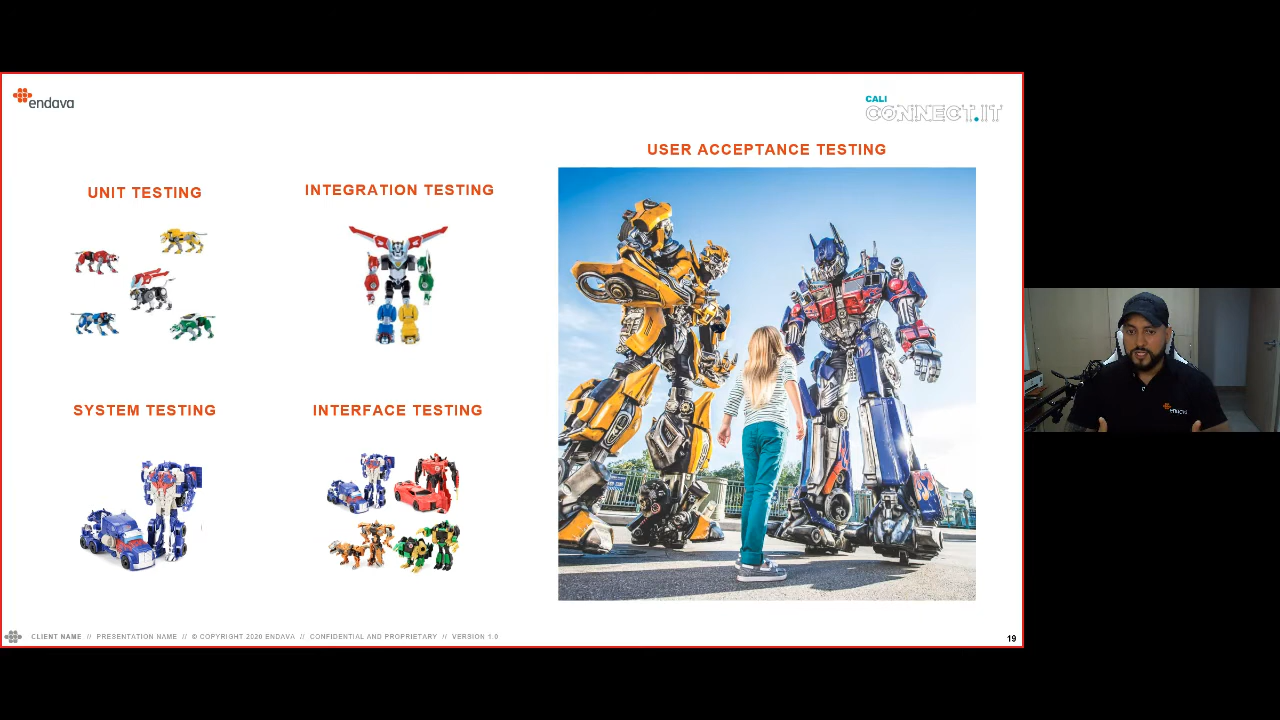 endava
CALI
CONNECT.IT
USER ACCEPTANCE TESTING
UNIT TESTING
INTEGRATION TESTING
SYSTEM TESTING
INTERFACE TESTING
CLIENT NAME // PRESENTATION NAME // © COPYRIGHT 2020 ENDAVA // CONFIDENTIAL AND PROPRIETARY // VERSION 1.0
19
endava